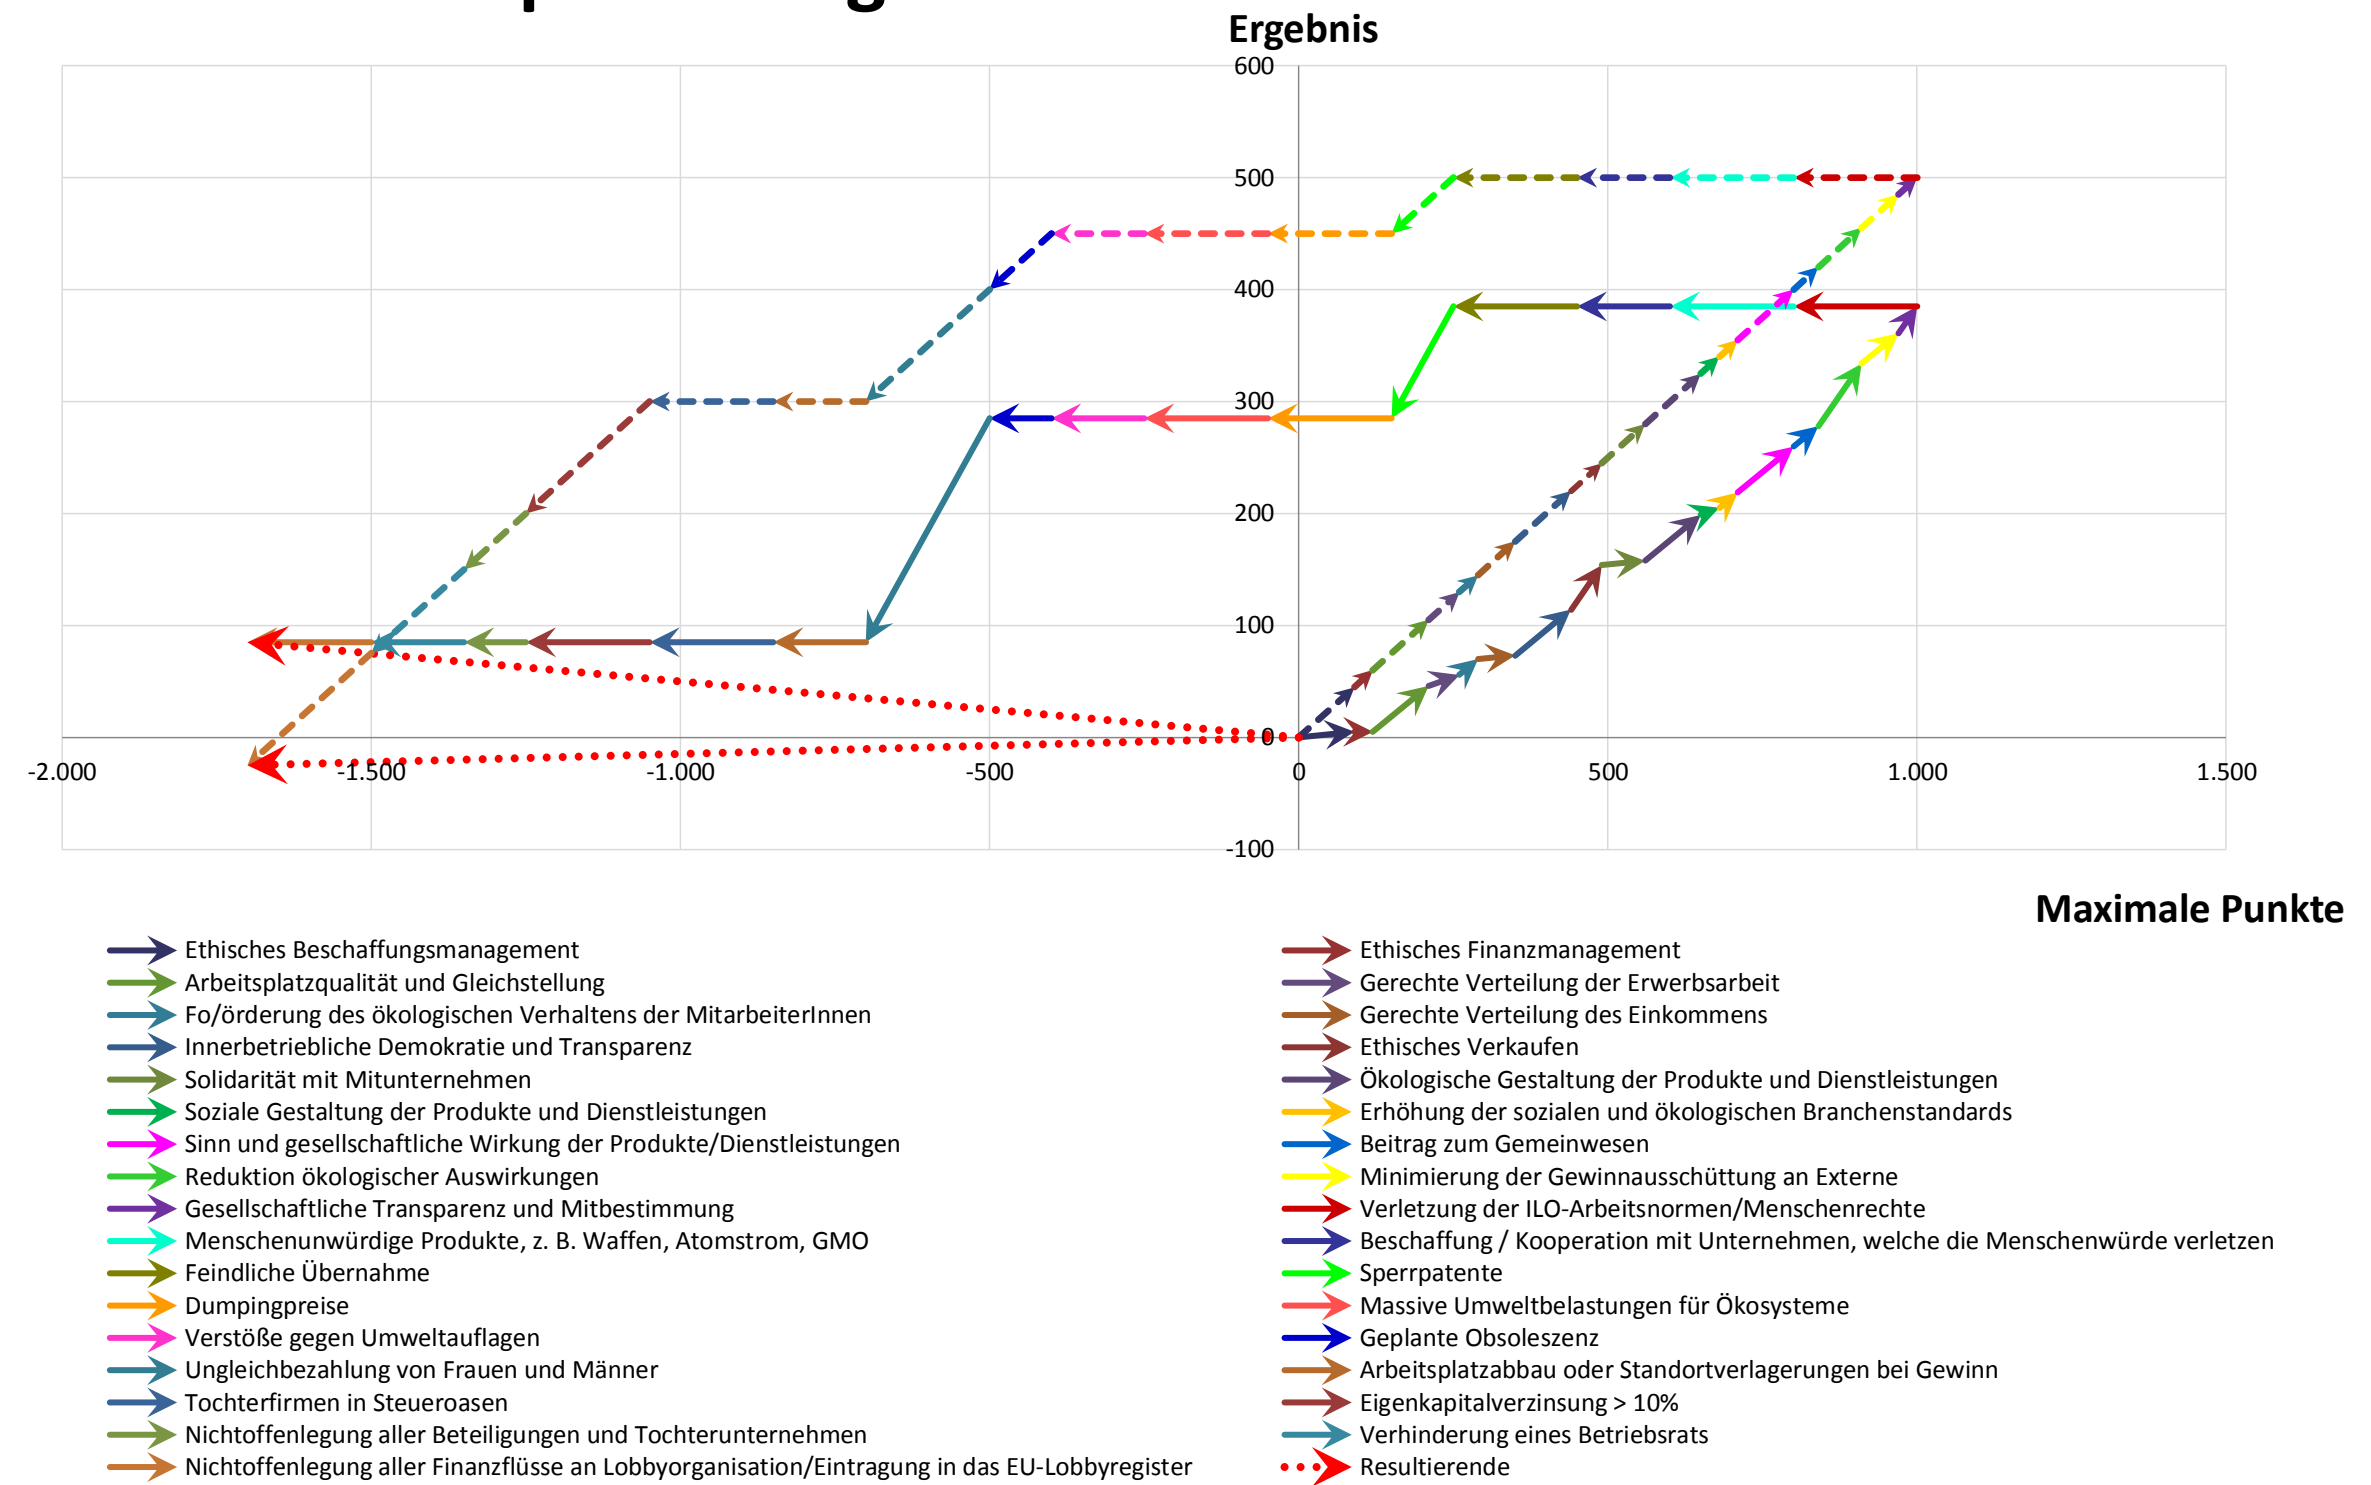 Ergebnis
600
500
400
300
200
100
0
-2.000 -1.500 -1.000 -500 0 500 1.000 1.500
-100
Maximale Punkte
Ethisches Beschaffungsmanagement Ethisches Finanzmanagement
Arbeitsplatzqualität und Gleichstellung Gerechte Verteilung der Erwerbsarbeit
Fo/örderung des ökologischen Verhaltens der MitarbeiterInnen Gerechte Verteilung des Einkommens
Innerbetriebliche Demokratie und Transparenz Ethisches Verkaufen
Solidarität mit Mitunternehmen Ökologische Gestaltung der Produkte und Dienstleistungen
Soziale Gestaltung der Produkte und Dienstleistungen Erhöhung der sozialen und ökologischen Branchenstandards
Sinn und gesellschaftliche Wirkung der Produkte/Dienstleistungen Beitrag zum Gemeinwesen
Reduktion ökologischer Auswirkungen Minimierung der Gewinnausschüttung an Externe
Gesellschaftliche Transparenz und Mitbestimmung Verletzung der ILO-Arbeitsnormen/Menschenrechte
Menschenunwürdige Produkte, z. B. Waffen, Atomstrom, GMO Beschaffung / Kooperation mit Unternehmen, welche die Menschenwürde verletzen
Feindliche Übernahme Sperrpatente
Dumpingpreise Massive Umweltbelastungen für Ökosysteme
Verstöße gegen Umweltauflagen Geplante Obsoleszenz
Ungleichbezahlung von Frauen und Männer Arbeitsplatzabbau oder Standortverlagerungen bei Gewinn
Tochterfirmen in Steueroasen Eigenkapitalverzinsung > 10%
Nichtoffenlegung aller Beteiligungen und Tochterunternehmen Verhinderung eines Betriebsrats
Nichtoffenlegung aller Finanzflüsse an Lobbyorganisation/Eintragung in das EU-Lobbyregister Resultierende